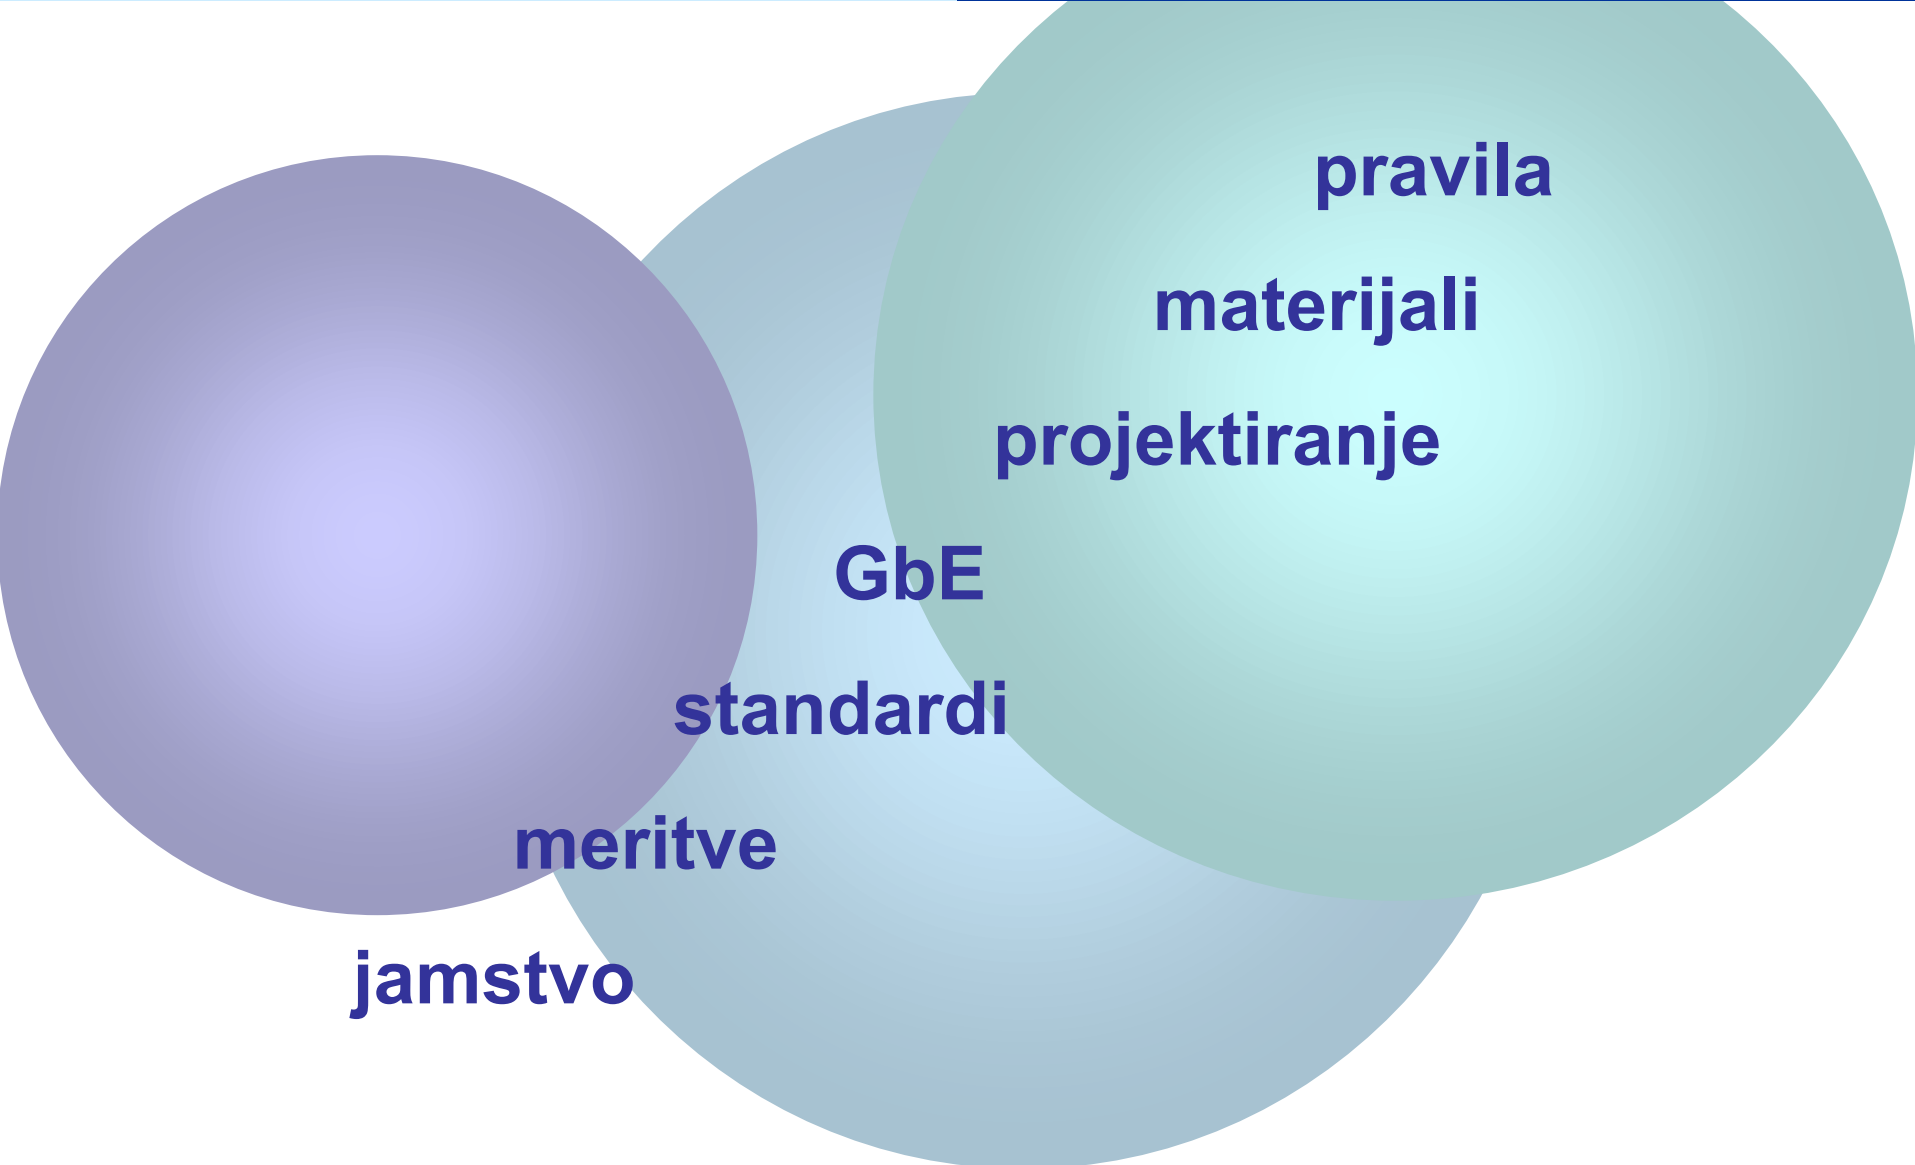 pravila
materijali
projektiranje
GbE
standardi
meritve
jamstvo